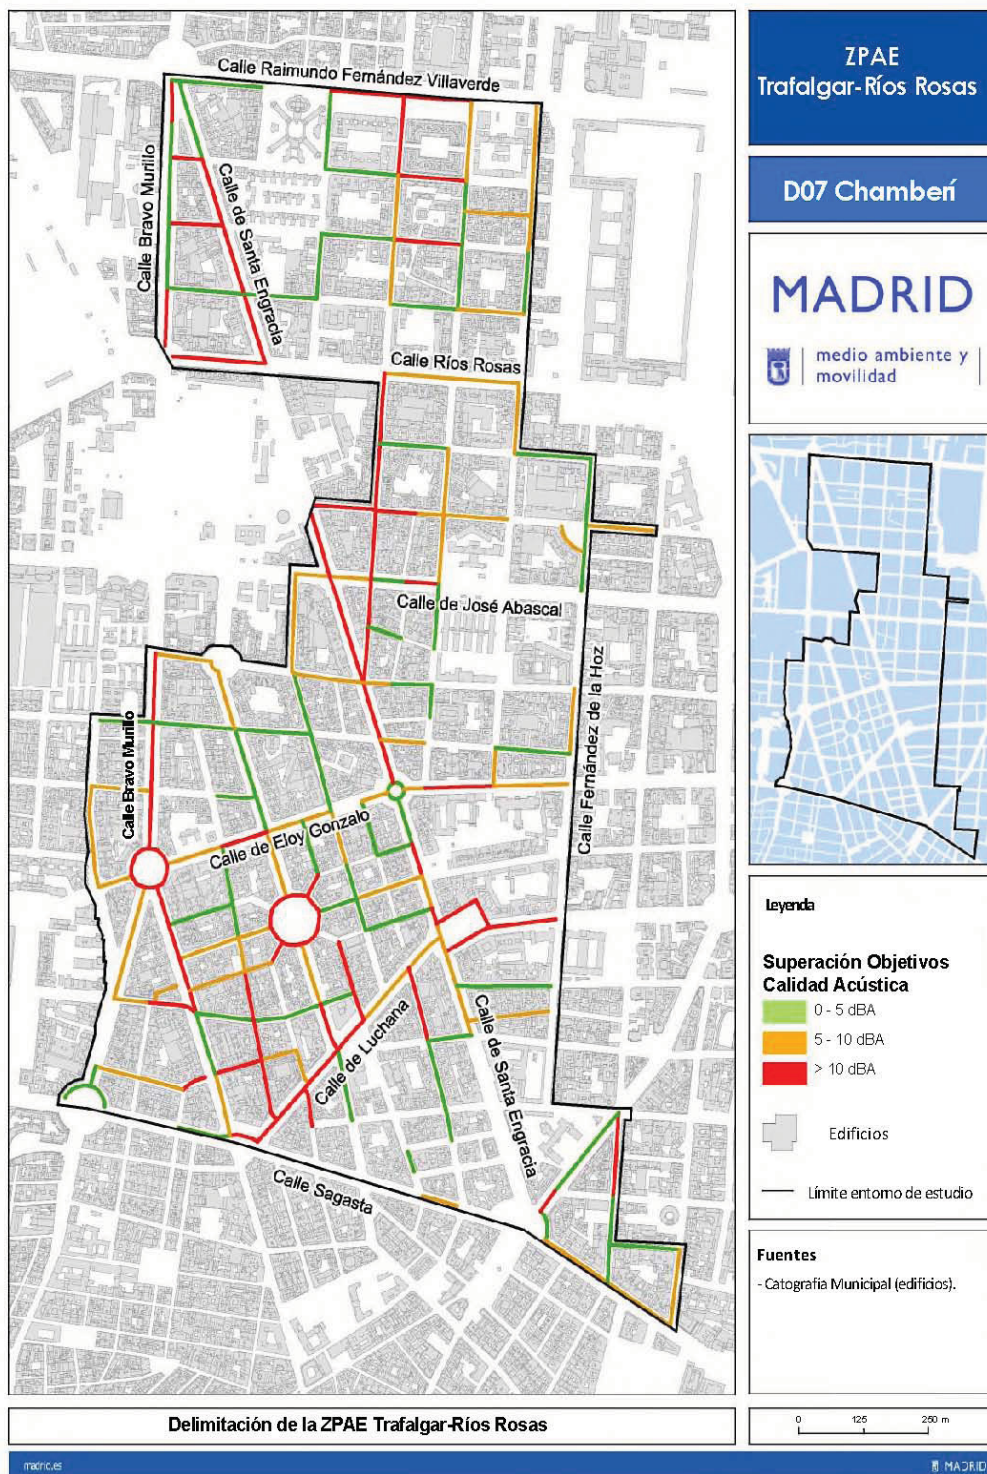 Calle Raimundo Fernández Villaverde
Calle Bravo Murillo
Calle de Santa Engracia
Calle Ríos Rosas
Calle de José Abascal
Calle Fernández de la Hoz
Calle Bravo Murillo
Calle de Eloy Gonzalo
Calle de Luchana
Calle de Santa Engracia
Calle Sagasta
Delimitación de la ZPAE Trafalgar-Ríos Rosas
ZPAE
Trafalgar-Ríos Rosas
D07 Chamberí
MADRID
medio ambiente y
movilidad
Leyenda
Superación Objetivos
Calidad Acústica
0 - 5 dBA
5 - 10 dBA
> 10 dBA
Edificios
Límite entorno de estudio
Fuentes
- Catografía Municipal (edificios).
0 125 250 m
madrid.es
MADRID